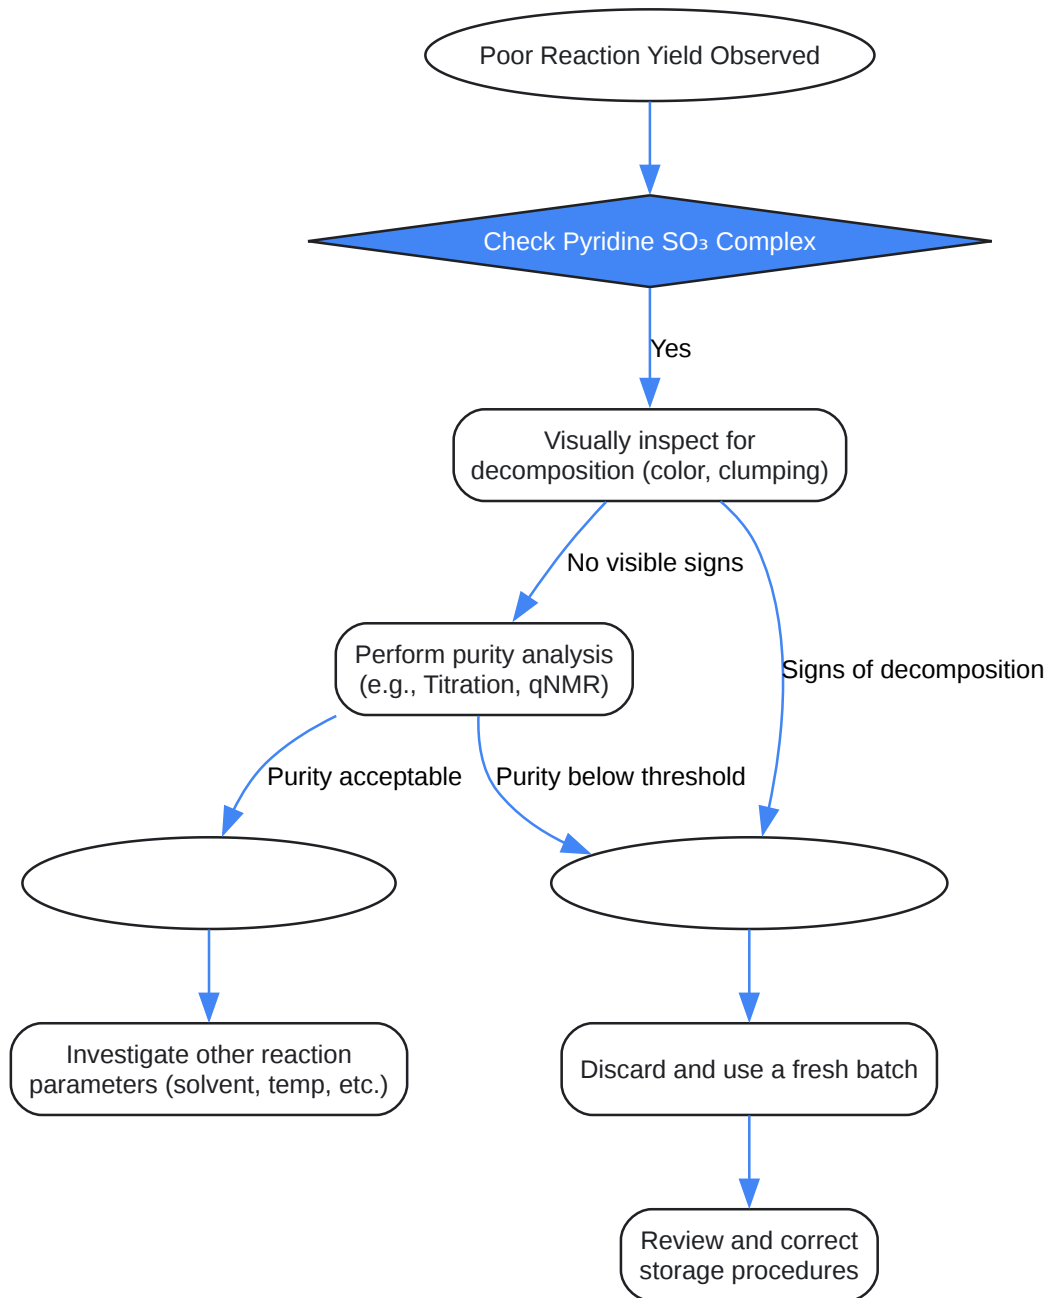 Poor Reaction Yield Observed
Check Pyridine SO₃ Complex
Yes
Visually inspect for
decomposition (color, clumping)
No visible signs
Signs of decomposition
Perform purity analysis
(e.g., Titration, qNMR)
Purity acceptable
Purity below threshold
Investigate other reaction
parameters (solvent, temp, etc.)
Discard and use a fresh batch
Review and correct
storage procedures